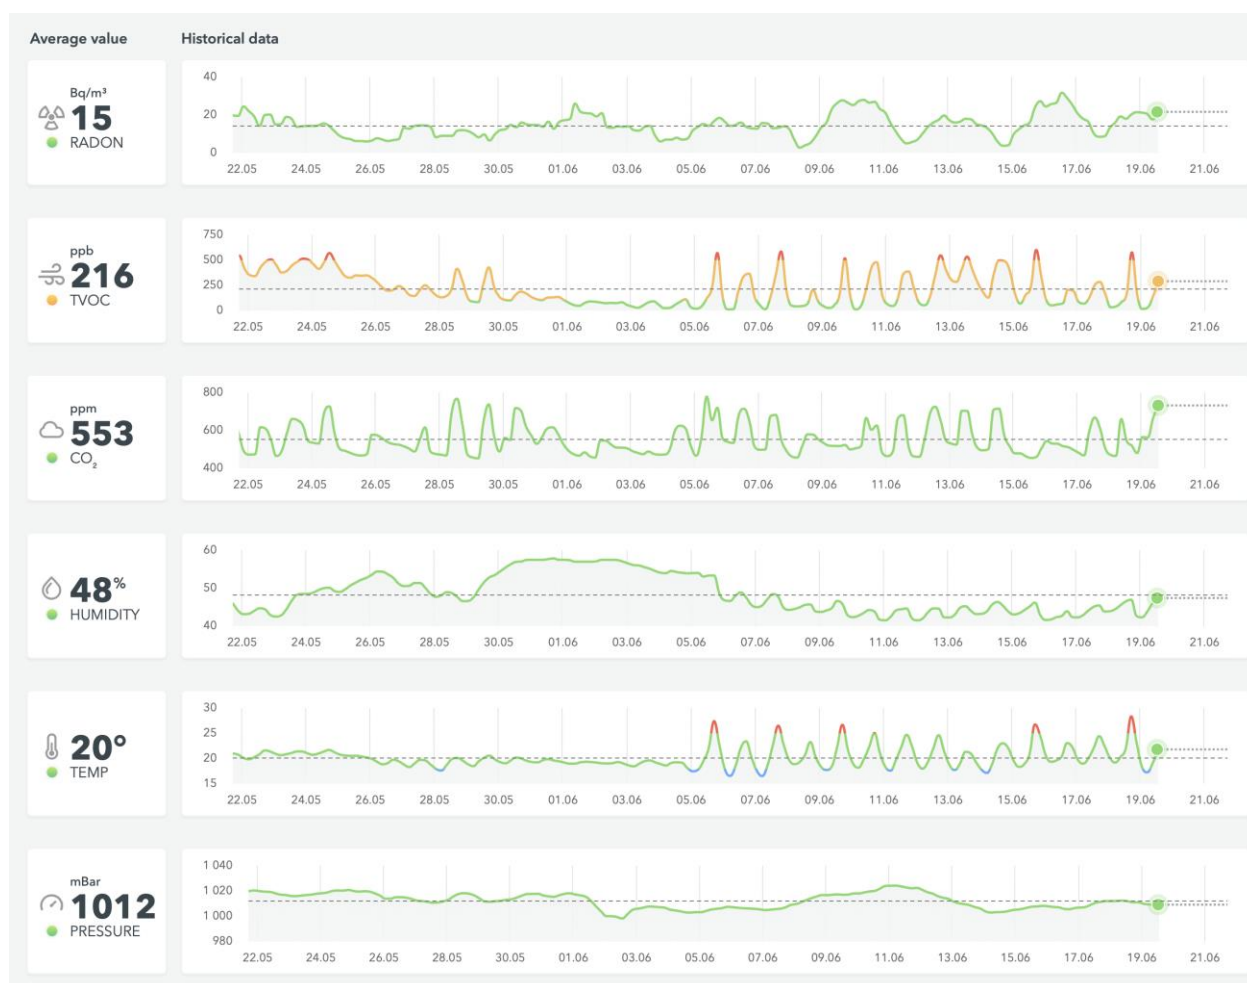 Average value Historical data
Bq/m³
15
RADON
40
20
0
22.05 24.05 26.05 28.05 30.05 01.06 03.06 05.06 07.06 09.06 11.06 13.06 15.06 17.06 19.06 21.06
ppb
216
TVOC
750
500
250
0
22.05 24.05 26.05 28.05 30.05 01.06 03.06 05.06 07.06 09.06 11.06 13.06 15.06 17.06 19.06 21.06
ppm
553
CO₂
800
600
400
22.05 24.05 26.05 28.05 30.05 01.06 03.06 05.06 07.06 09.06 11.06 13.06 15.06 17.06 19.06 21.06
48%
HUMIDITY
60
50
40
22.05 24.05 26.05 28.05 30.05 01.06 03.06 05.06 07.06 09.06 11.06 13.06 15.06 17.06 19.06 21.06
20°
TEMP
30
25
20
15
22.05 24.05 26.05 28.05 30.05 01.06 03.06 05.06 07.06 09.06 11.06 13.06 15.06 17.06 19.06 21.06
mBar
1012
PRESSURE
1 040
1 020
1 000
980
22.05 24.05 26.05 28.05 30.05 01.06 03.06 05.06 07.06 09.06 11.06 13.06 15.06 17.06 19.06 21.06